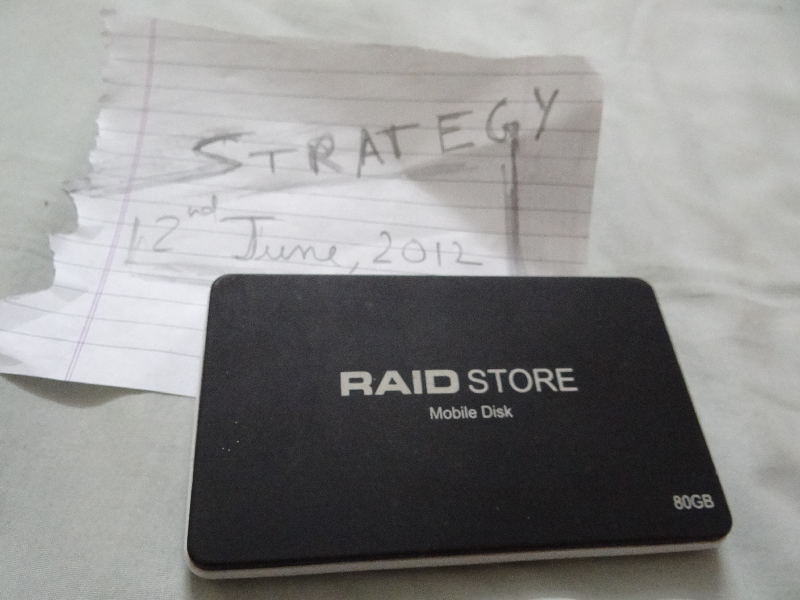 STRATEGY
12nd June, 2012
RAID STORE
Mobile Disk
80GB